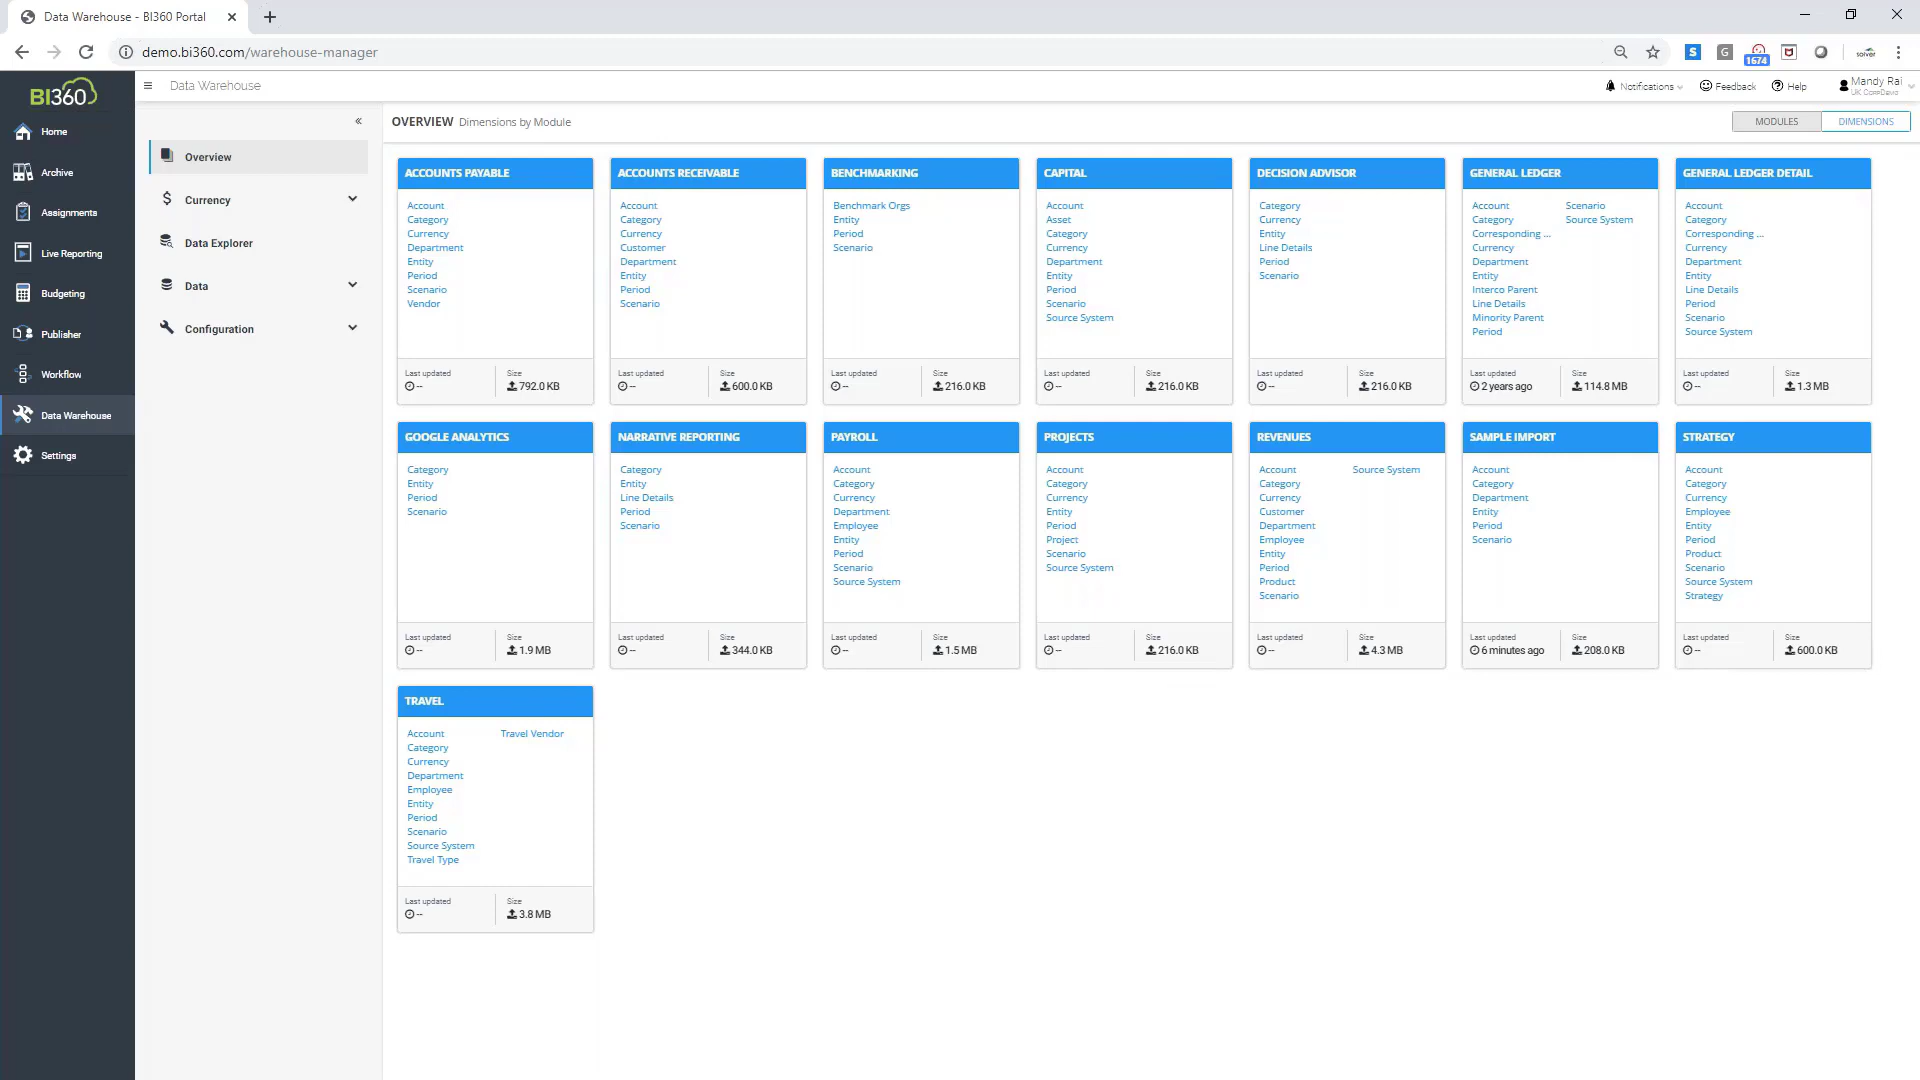 Data Warehouse - BI360 Portal
demo.bi360.com/warehouse-manager
S
G
1674
solver
BI360
Data Warehouse
Notifications
Feedback
Help
Mandy Rai
UK CorpDemo
Home
Archive
Assignments
Live Reporting
Budgeting
Publisher
Workflow
Data Warehouse
Settings
Overview
Currency
Data Explorer
Data
Configuration
OVERVIEW Dimensions by Module
MODULES
DIMENSIONS
ACCOUNTS PAYABLE
Account
Category
Currency
Department
Entity
Period
Scenario
Vendor
Last updated
--
Size
792.0 KB
ACCOUNTS RECEIVABLE
Account
Category
Currency
Customer
Department
Entity
Period
Scenario
Last updated
--
Size
600.0 KB
BENCHMARKING
Benchmark Orgs
Entity
Period
Scenario
Last updated
--
Size
216.0 KB
CAPITAL
Account
Asset
Category
Currency
Department
Entity
Period
Scenario
Source System
Last updated
--
Size
216.0 KB
DECISION ADVISOR
Category
Currency
Entity
Line Details
Period
Scenario
Last updated
--
Size
216.0 KB
GENERAL LEDGER
Account
Category
Corresponding ...
Currency
Department
Entity
Interco Parent
Line Details
Minority Parent
Period
Scenario
Source System
Last updated
2 years ago
Size
114.8 MB
GENERAL LEDGER DETAIL
Account
Category
Corresponding ...
Currency
Department
Entity
Line Details
Period
Scenario
Source System
Last updated
--
Size
1.3 MB
GOOGLE ANALYTICS
Category
Entity
Period
Scenario
Last updated
--
Size
1.9 MB
NARRATIVE REPORTING
Category
Entity
Line Details
Period
Scenario
Last updated
--
Size
344.0 KB
PAYROLL
Account
Category
Currency
Department
Employee
Entity
Period
Scenario
Source System
Last updated
--
Size
1.5 MB
PROJECTS
Account
Category
Currency
Entity
Period
Project
Scenario
Source System
Last updated
--
Size
216.0 KB
REVENUES
Account
Category
Currency
Customer
Department
Employee
Entity
Period
Product
Scenario
Source System
Last updated
--
Size
4.3 MB
SAMPLE IMPORT
Account
Category
Department
Entity
Period
Scenario
Last updated
6 minutes ago
Size
208.0 KB
STRATEGY
Account
Category
Currency
Employee
Entity
Period
Product
Scenario
Source System
Strategy
Last updated
--
Size
600.0 KB
TRAVEL
Account
Category
Currency
Department
Employee
Entity
Period
Scenario
Source System
Travel Type
Travel Vendor
Last updated
--
Size
3.8 MB